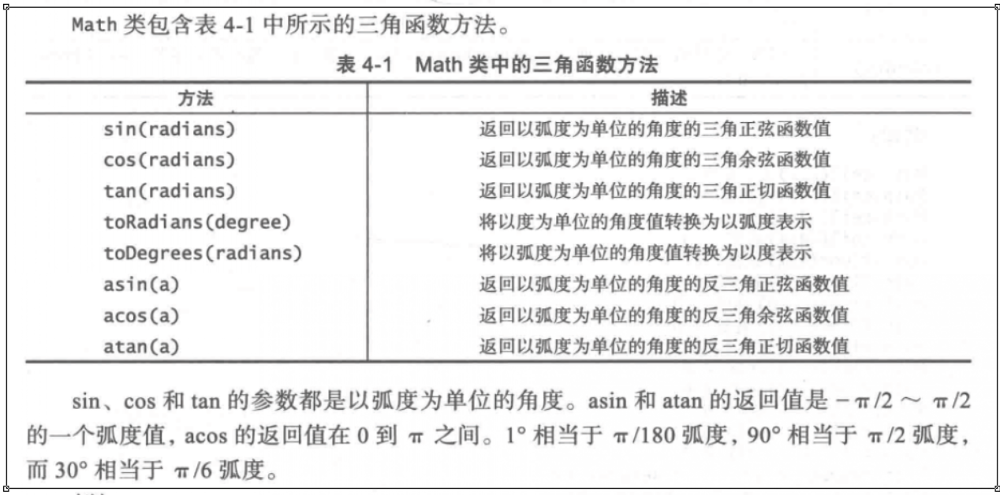 Math 类包含表 4-1 中所示的三角函数方法。
表 4-1 Math 类中的三角函数方法
方法 描述
sin(radians) 返回以弧度为单位的角度的三角正弦函数值
cos(radians) 返回以弧度为单位的角度的三角余弦函数值
tan(radians) 返回以弧度为单位的角度的三角正切函数值
toRadians(degree) 将以度为单位的角度值转换为以弧度表示
toDegrees(radians) 将以弧度为单位的角度值转换为以度表示
asin(a) 返回以弧度为单位的角度的反三角正弦函数值
acos(a) 返回以弧度为单位的角度的反三角余弦函数值
atan(a) 返回以弧度为单位的角度的反三角正切函数值
sin、cos 和 tan 的参数都是以弧度为单位的角度。asin 和 atan 的返回值是 －π/2 ～ π/2
的一个弧度值, acos 的返回值在 0 到 π 之间。1° 相当于 π/180 弧度, 90° 相当于 π/2 弧度,
而 30° 相当于 π/6 弧度。